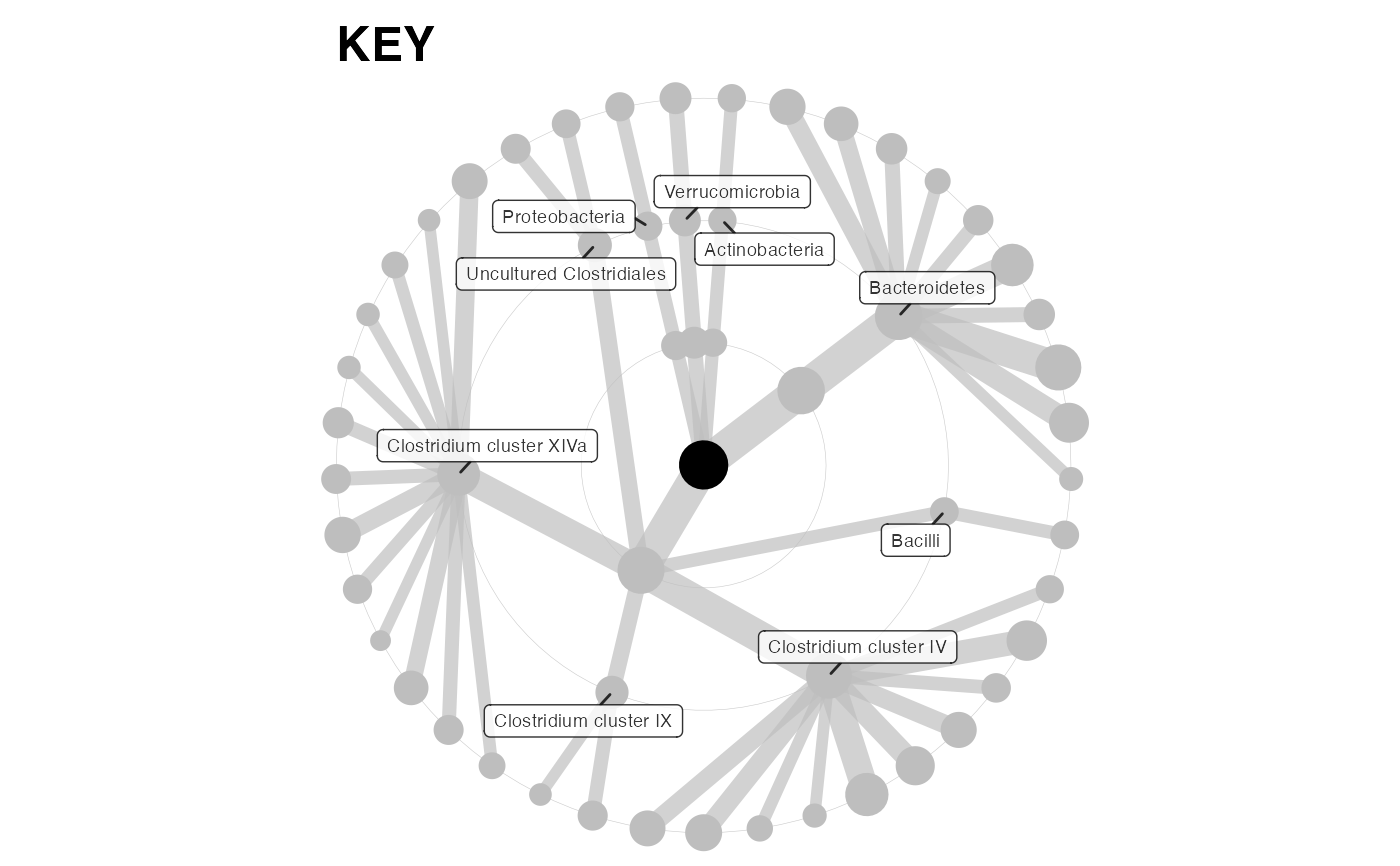 KEY
Verrucomicrobia
Proteobacteria
Actinobacteria
Uncultured Clostridiales
Bacteroidetes
Clostridium cluster XIVa
Bacilli
Clostridium cluster IV
Clostridium cluster IX